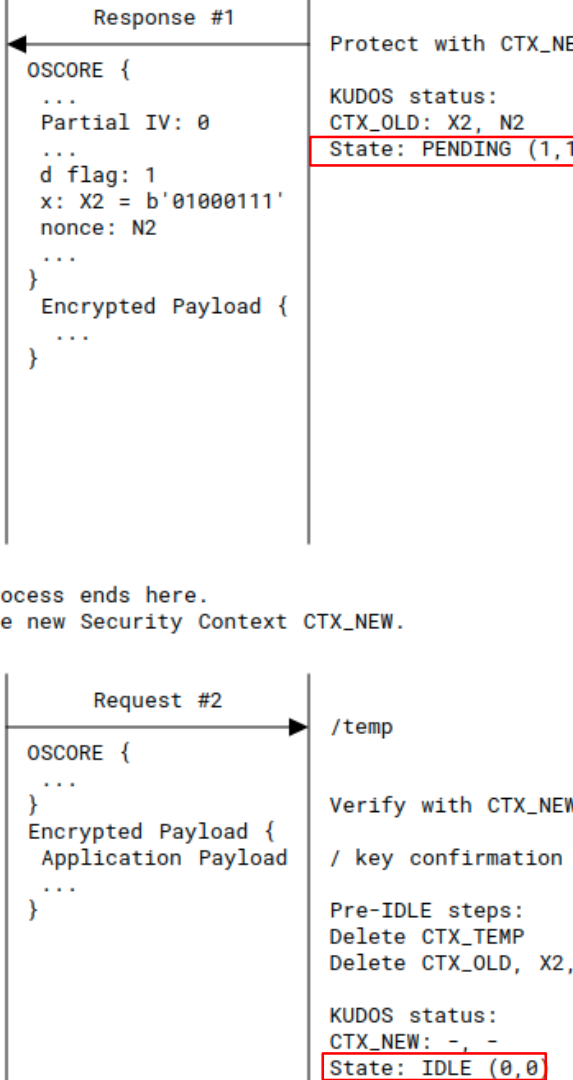 Response #1
Protect with CTX_NE
OSCORE {
...
KUDOS status:
Partial IV: 0
CTX_OLD: X2, N2
...
State: PENDING (1,1
d flag: 1
x: X2 = b'01000111'
nonce: N2
...
}
Encrypted Payload {
...
}
ocess ends here.
e new Security Context CTX_NEW.
Request #2
/temp
OSCORE {
...
}
Verify with CTX_NEW
Encrypted Payload {
Application Payload
/ key confirmation
...
}
Pre-IDLE steps:
Delete CTX_TEMP
Delete CTX_OLD, X2,
KUDOS status:
CTX_NEW: -, -
State: IDLE (0,0)